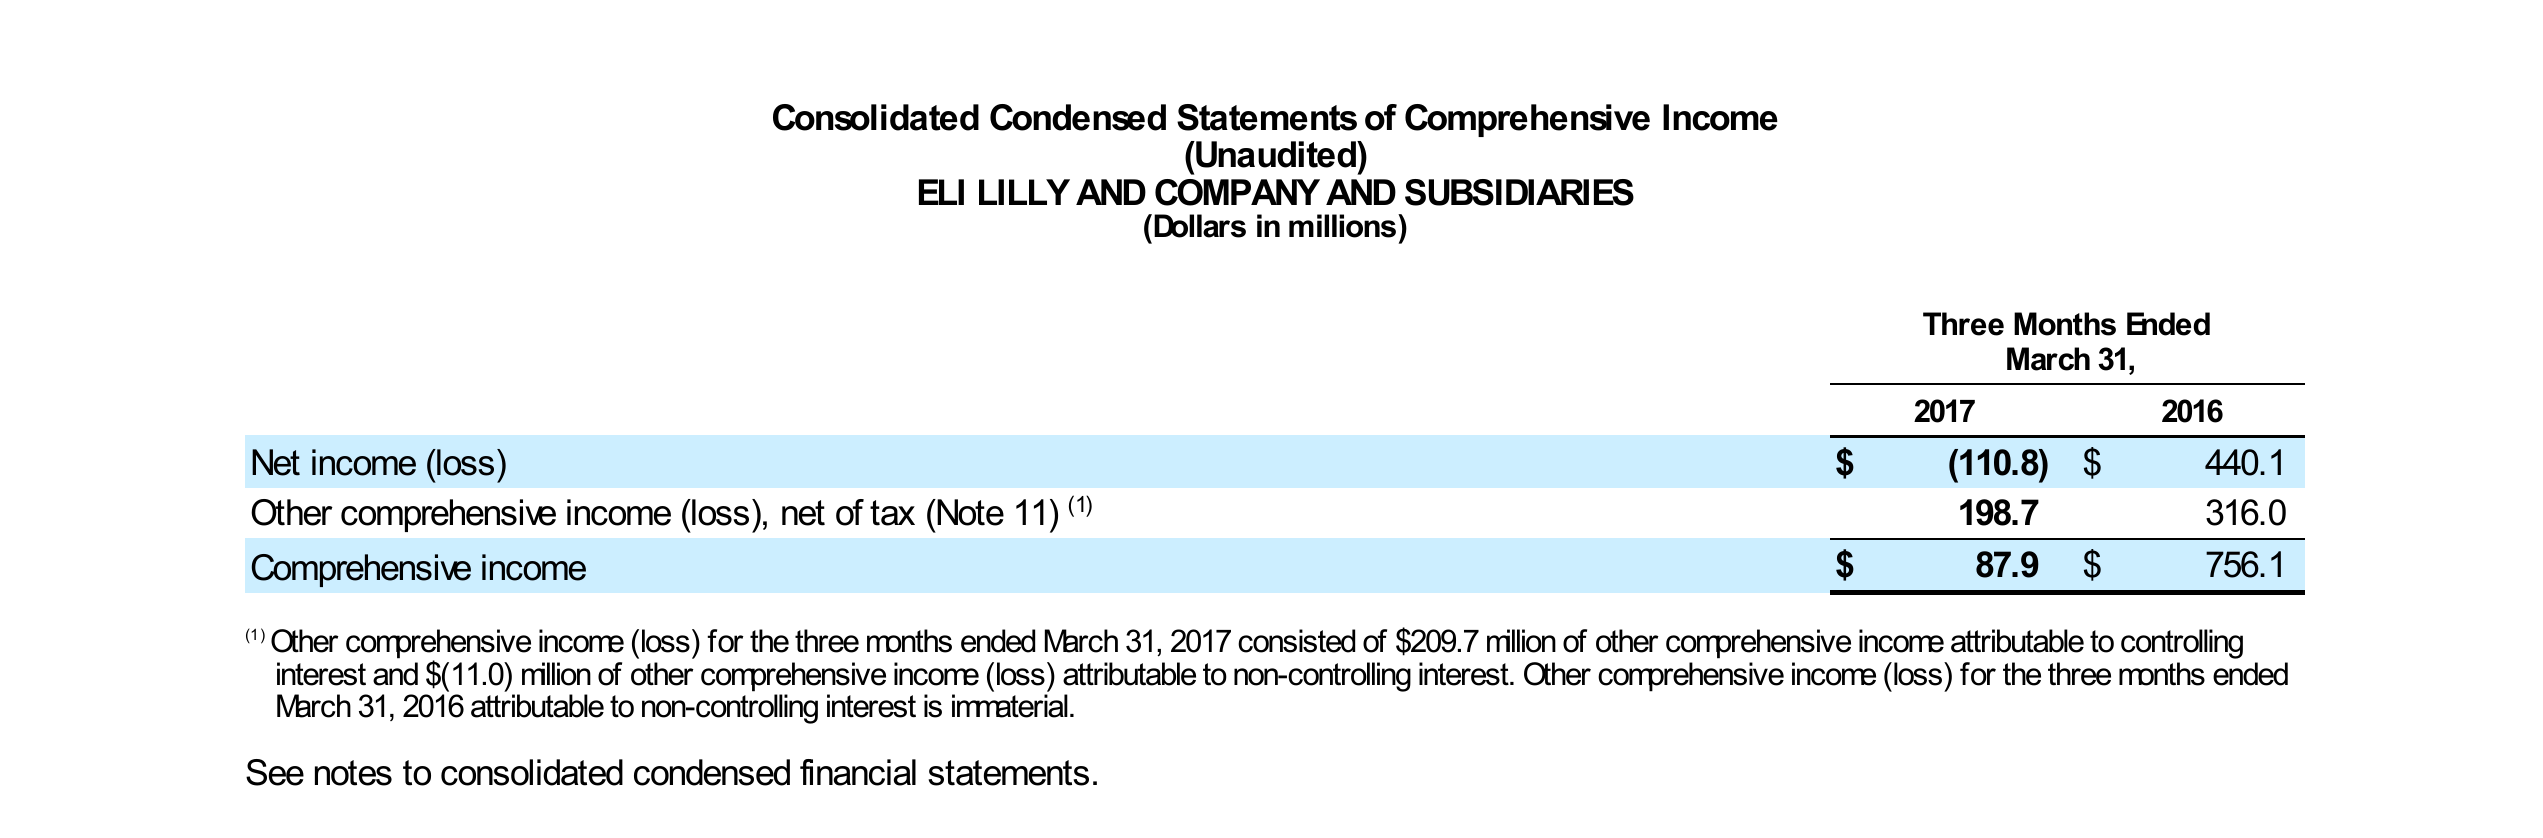 Consolidated Condensed Statements of Comprehensive Income
(Unaudited)
ELI LILLY AND COMPANY AND SUBSIDIARIES
(Dollars in millions)
Three Months Ended
March 31,
2017 2016
Net income (loss) $ (110.8) $ 440.1
Other comprehensive income (loss), net of tax (Note 11) (1) 198.7 316.0
Comprehensive income $ 87.9 $ 756.1
(1) Other comprehensive income (loss) for the three months ended March 31, 2017 consisted of $209.7 million of other comprehensive income attributable to controlling
interest and $(11.0) million of other comprehensive income (loss) attributable to non-controlling interest. Other comprehensive income (loss) for the three months ended
March 31, 2016 attributable to non-controlling interest is immaterial.
See notes to consolidated condensed financial statements.